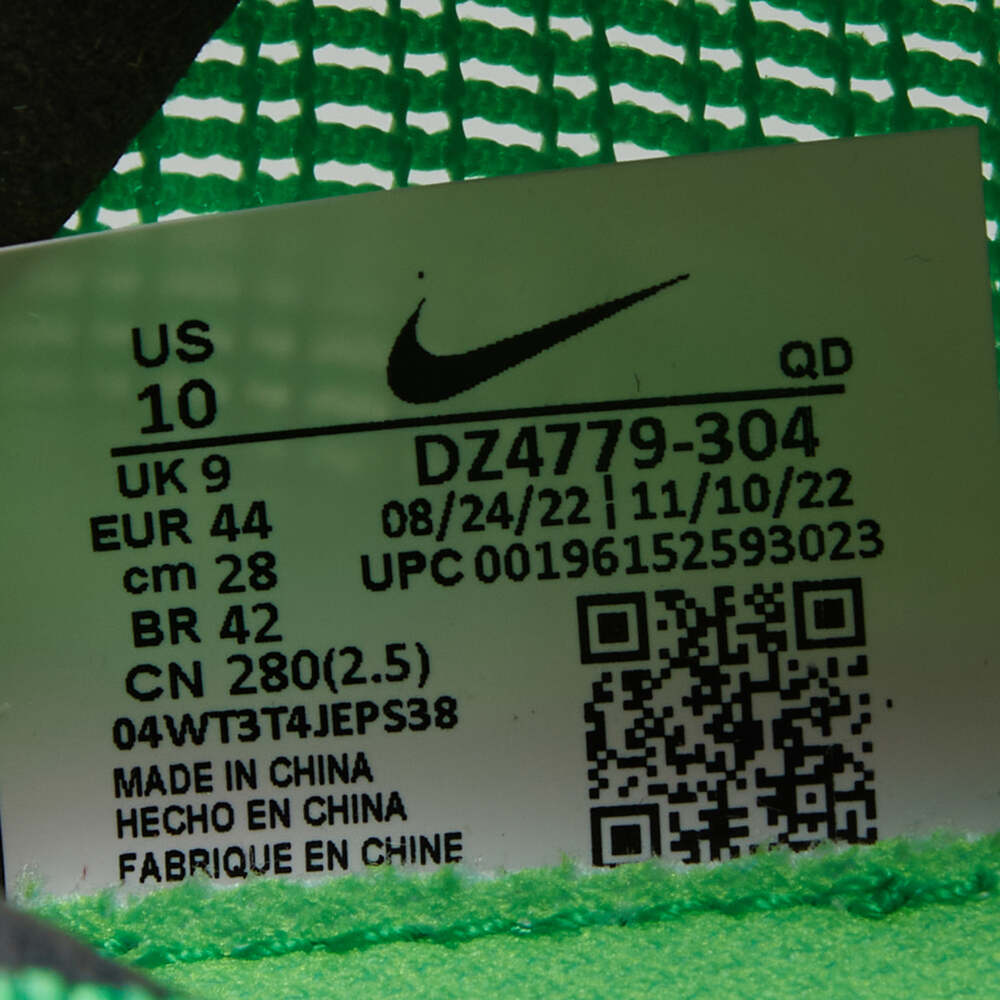 US
10
QD
UK 9
EUR 44
cm 28
BR 42
CN 280(2.5)
04WT3T4JEPS38
MADE IN CHINA
HECHO EN CHINA
FABRIQUE EN CHINE
DZ4779-304
08/24/22 | 11/10/22
UPC 00196152593023